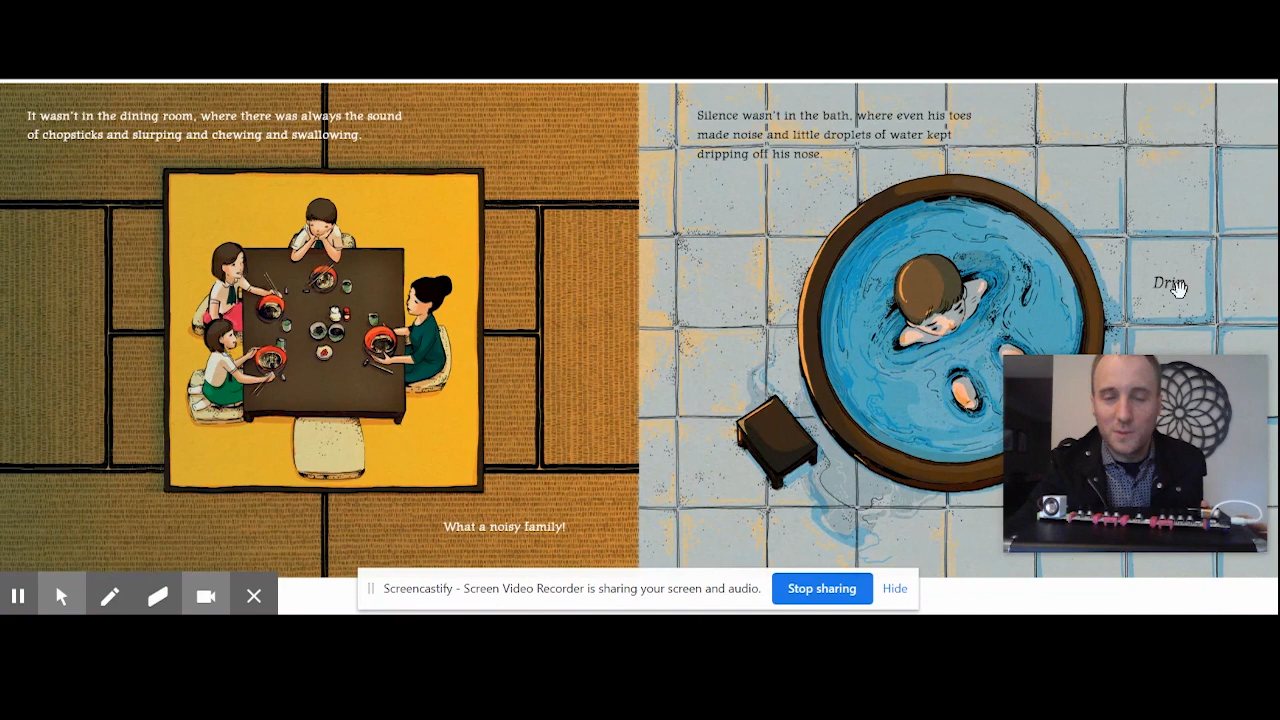 It wasn't in the dining room, where there was always the sound
of chopsticks and slurping and chewing and swallowing.
What a noisy family!
Silence wasn't in the bath, where even his toes
made noise and little droplets of water kept
dripping off his nose.
Screencastify - Screen Video Recorder is sharing your screen and audio.
Stop sharing
Hide